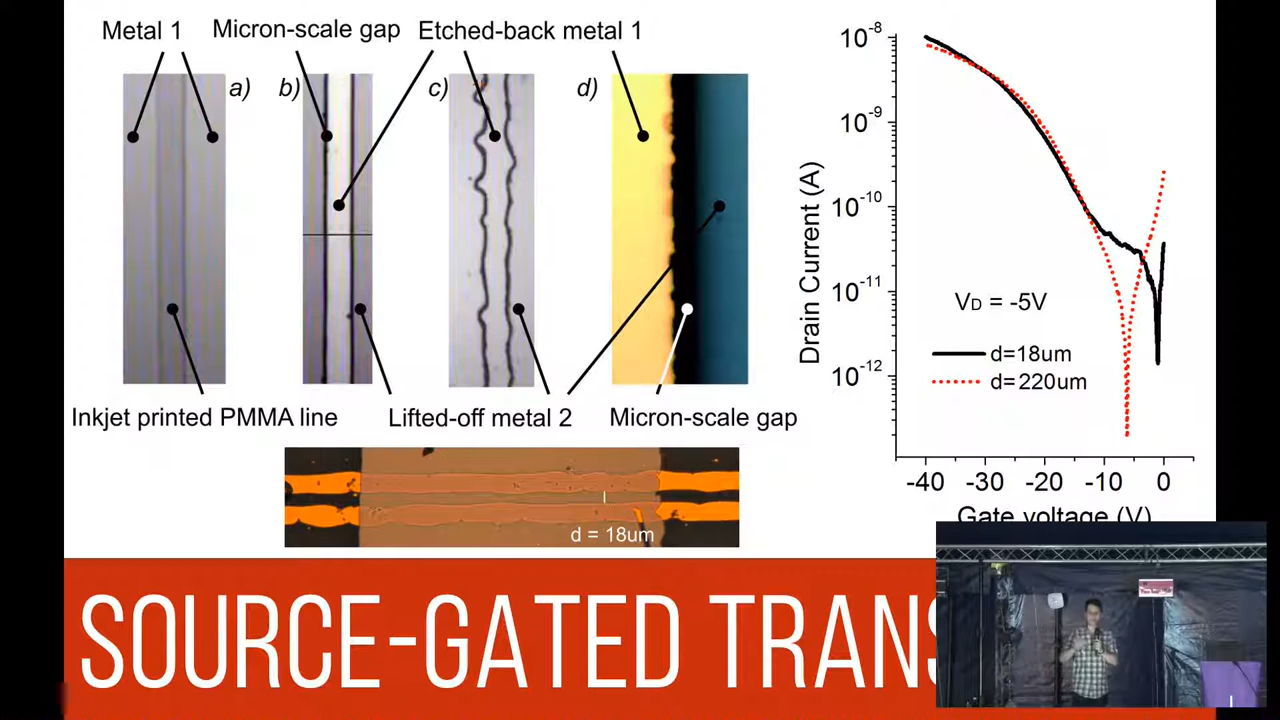 Metal 1
Micron-scale gap
Etched-back metal 1
a)
b)
c)
d)
Inkjet printed PMMA line
Lifted-off metal 2
Micron-scale gap
d = 18um
Drain Current (A)
10-8
10-9
10-10
10-11
10-12
VD = -5V
d=18um
d=220um
-40 -30 -20 -10 0
Gate voltage (V)
SOURCE-GATED TRANS